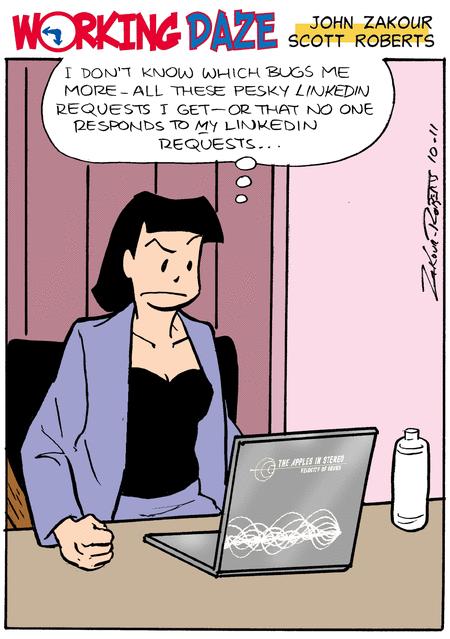 WORKING DAZE
JOHN ZAKOUR
SCOTT ROBERTS
I DON'T KNOW WHICH BUGS ME
MORE – ALL THESE PESKY LINKEDIN
REQUESTS I GET – OR THAT NO ONE
RESPONDS TO MY LINKEDIN
REQUESTS...
ZAKOUR–ROBERTS 10-11
THE APPLES IN STEREO
VELOCITY OF SOUND